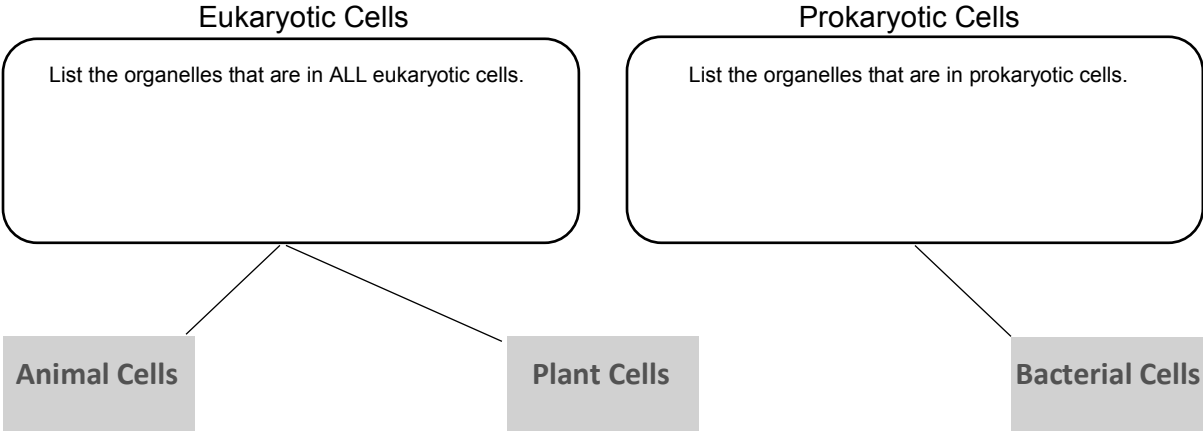 Eukaryotic Cells
List the organelles that are in ALL eukaryotic cells.
Prokaryotic Cells
List the organelles that are in prokaryotic cells.
Animal Cells
Plant Cells
Bacterial Cells